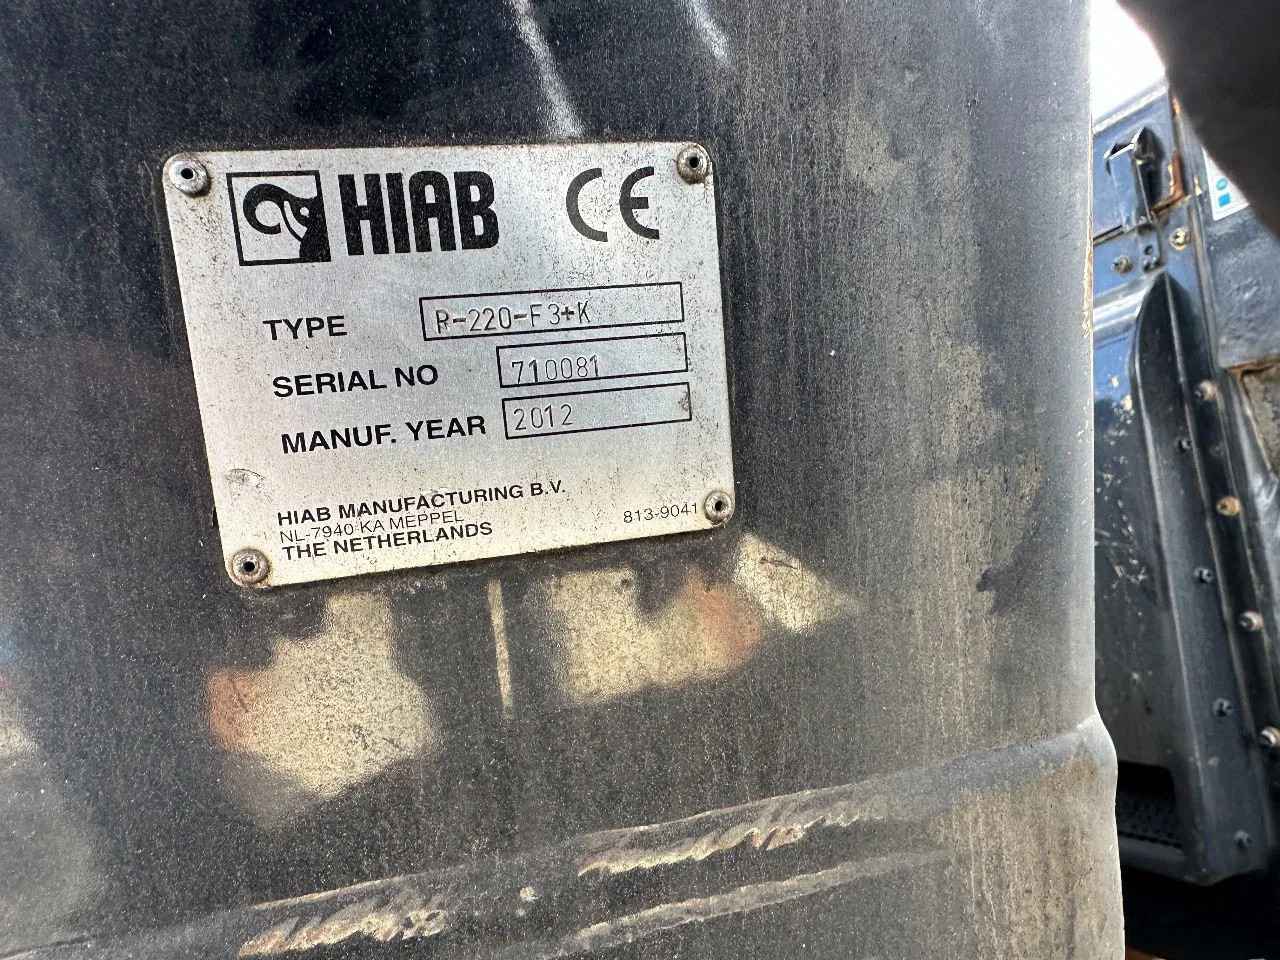 HIAB CE
TYPE R-220-F3+K
SERIAL NO 710081
MANUF. YEAR 2012
HIAB MANUFACTURING B.V.
NL-7940 KA MEPPEL
THE NETHERLANDS
813-9041